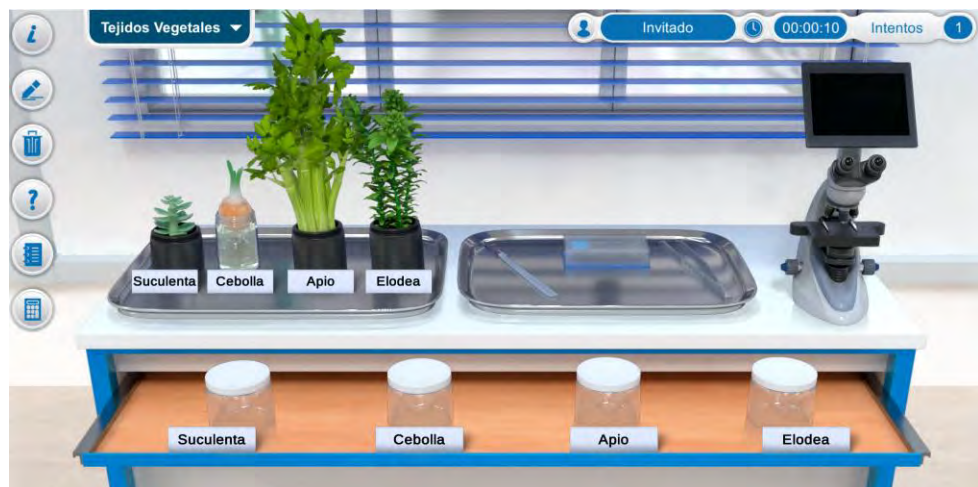 Tejidos Vegetales
Invitado
00:00:10
Intentos
1
i
?
Suculenta
Cebolla
Apio
Elodea
Suculenta
Cebolla
Apio
Elodea